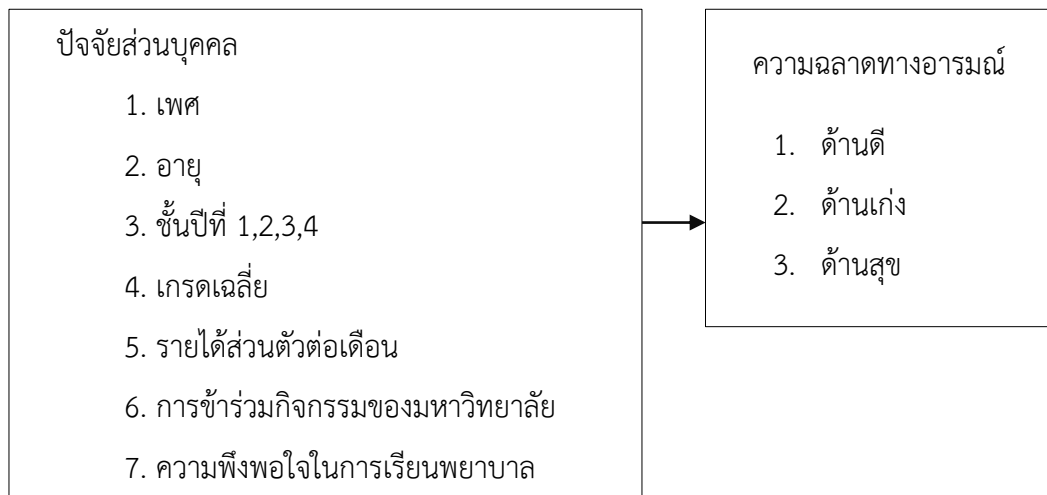 ปัจจัยส่วนบุคคล
1. เพศ
2. อายุ
3. ชั้นปีที่ 1,2,3,4
4. เกรดเฉลี่ย
5. รายได้ส่วนตัวต่อเดือน
6. การข้าร่วมกิจกรรมของมหาวิทยาลัย
7. ความพึงพอใจในการเรียนพยาบาล
ความฉลาดทางอารมณ์
1. ด้านดี
2. ด้านเก่ง
3. ด้านสุข